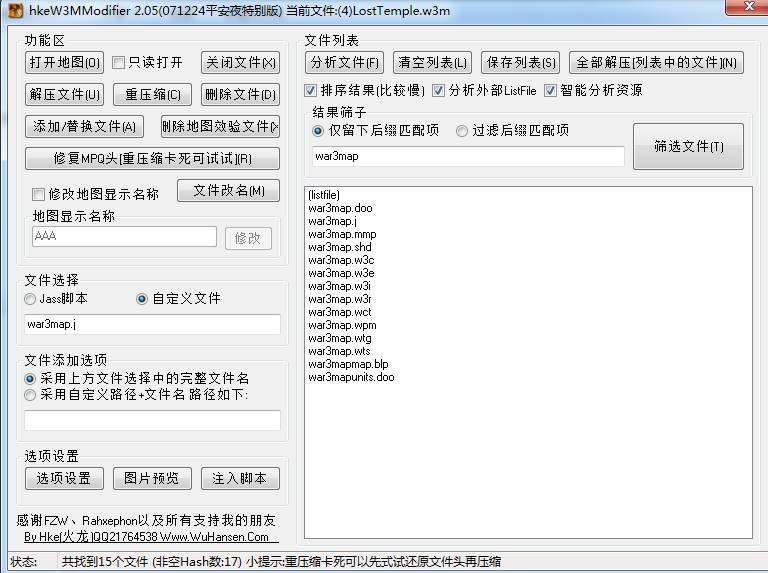 hkeW3MModifier 2.05(071224平安夜特别版) 当前文件:(4)LostTemple.w3m
功能区
打开地图(O) 只读打开 关闭文件(X)
解压文件(U) 重压缩(C) 删除文件(D)
添加/替换文件(A) 删除地图效验文件(
修复MPQ头[重压缩卡死可试试](R)
修改地图显示名称 文件改名(M)
地图显示名称
AAA 修改
文件选择
Jass脚本 自定义文件
war3map.j
文件添加选项
采用上方文件选择中的完整文件名
采用自定义路径+文件名 路径如下:
选项设置
选项设置 图片预览 注入脚本
感谢FZW、Rahxephon以及所有支持我的朋友
By Hke(火龙)QQ21764538 Www.WuHansen.Com
文件列表
分析文件(F) 清空列表(L) 保存列表(S) 全部解压[列表中的文件](N)
排序结果(比较慢) 分析外部ListFile 智能分析资源
结果筛子
仅留下后缀匹配项 过滤后缀匹配项
war3map
筛选文件(T)
(listfile)
war3map.doo
war3map.j
war3map.mmp
war3map.shd
war3map.w3c
war3map.w3e
war3map.w3i
war3map.w3r
war3map.wct
war3map.wpm
war3map.wtg
war3map.wts
war3mapmap.blp
war3mapunits.doo
状态: 共找到15个文件 (非空Hash数:17) 小提示:重压缩卡死可以先式试还原文件头再压缩